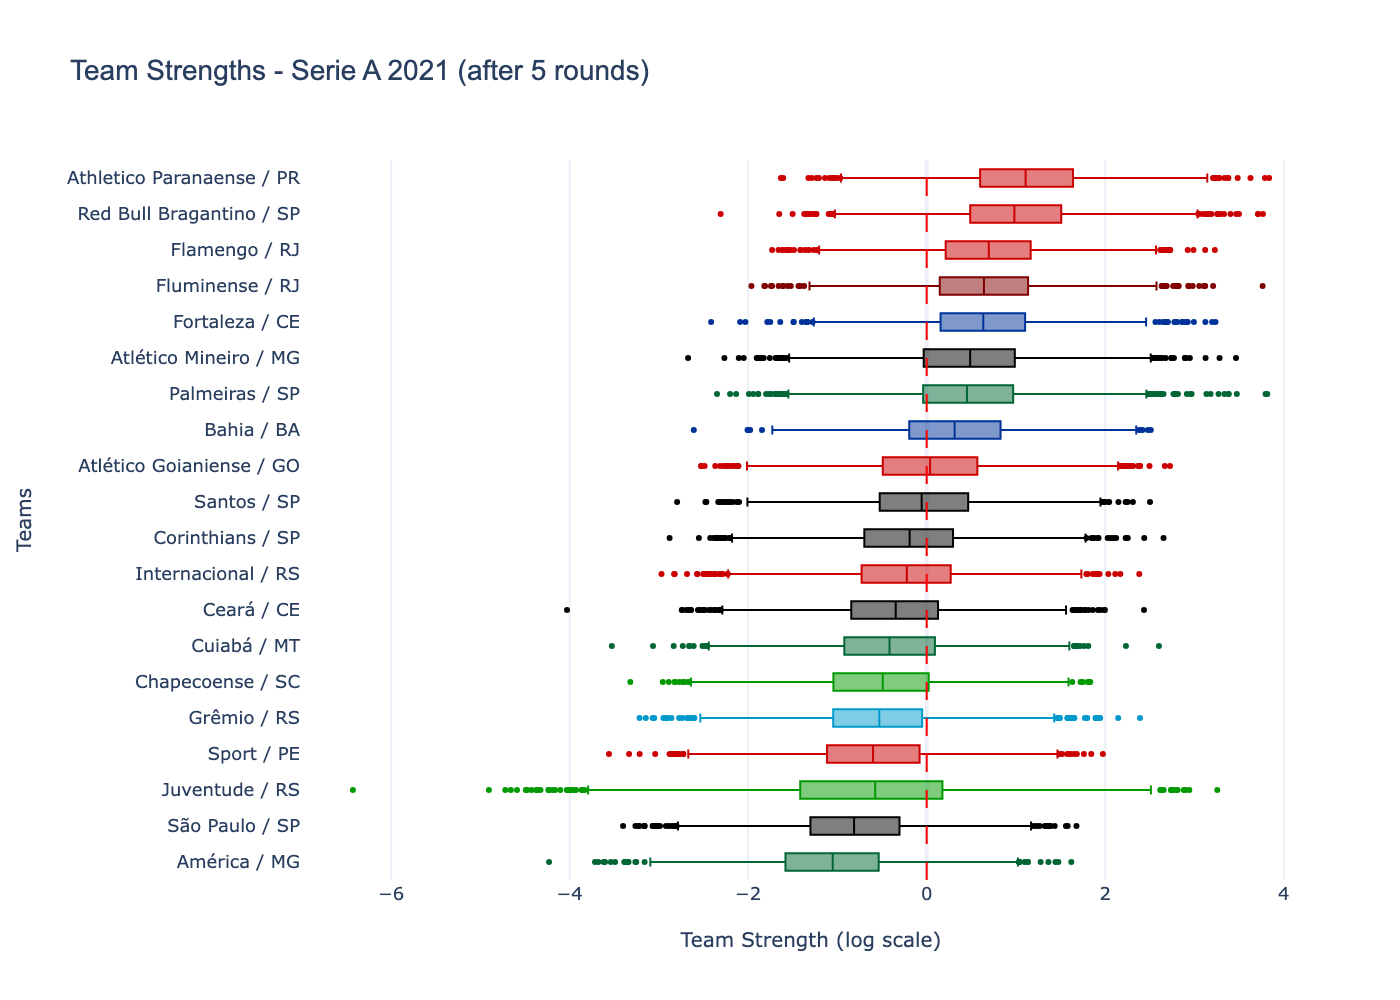 Team Strengths - Serie A 2021 (after 5 rounds)
Teams
Athletico Paranaense / PR
Red Bull Bragantino / SP
Flamengo / RJ
Fluminense / RJ
Fortaleza / CE
Atlético Mineiro / MG
Palmeiras / SP
Bahia / BA
Atlético Goianiense / GO
Santos / SP
Corinthians / SP
Internacional / RS
Ceará / CE
Cuiabá / MT
Chapecoense / SC
Grêmio / RS
Sport / PE
Juventude / RS
São Paulo / SP
América / MG
−6 −4 −2 0 2 4
Team Strength (log scale)